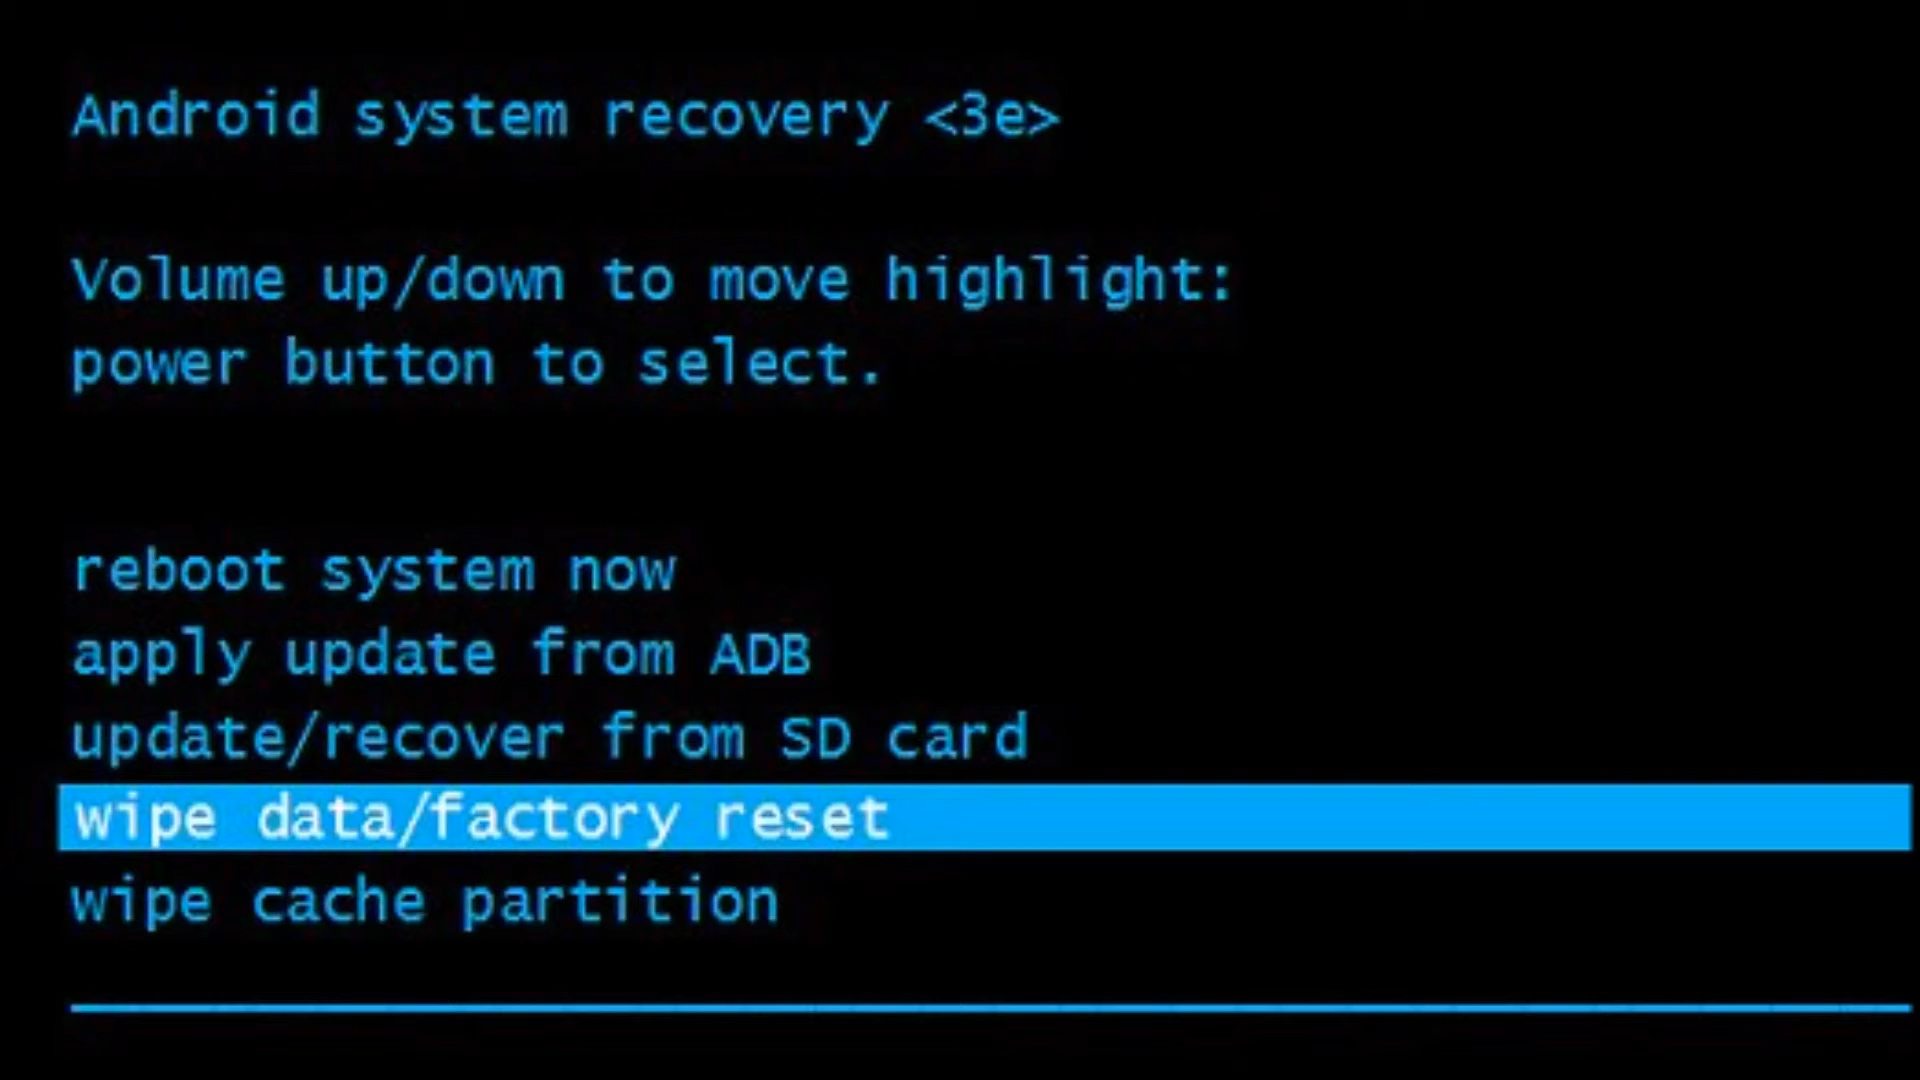 Android system recovery <3e>
Volume up/down to move highlight:
power button to select.
reboot system now
apply update from ADB
update/recover from SD card
wipe data/factory reset
wipe cache partition